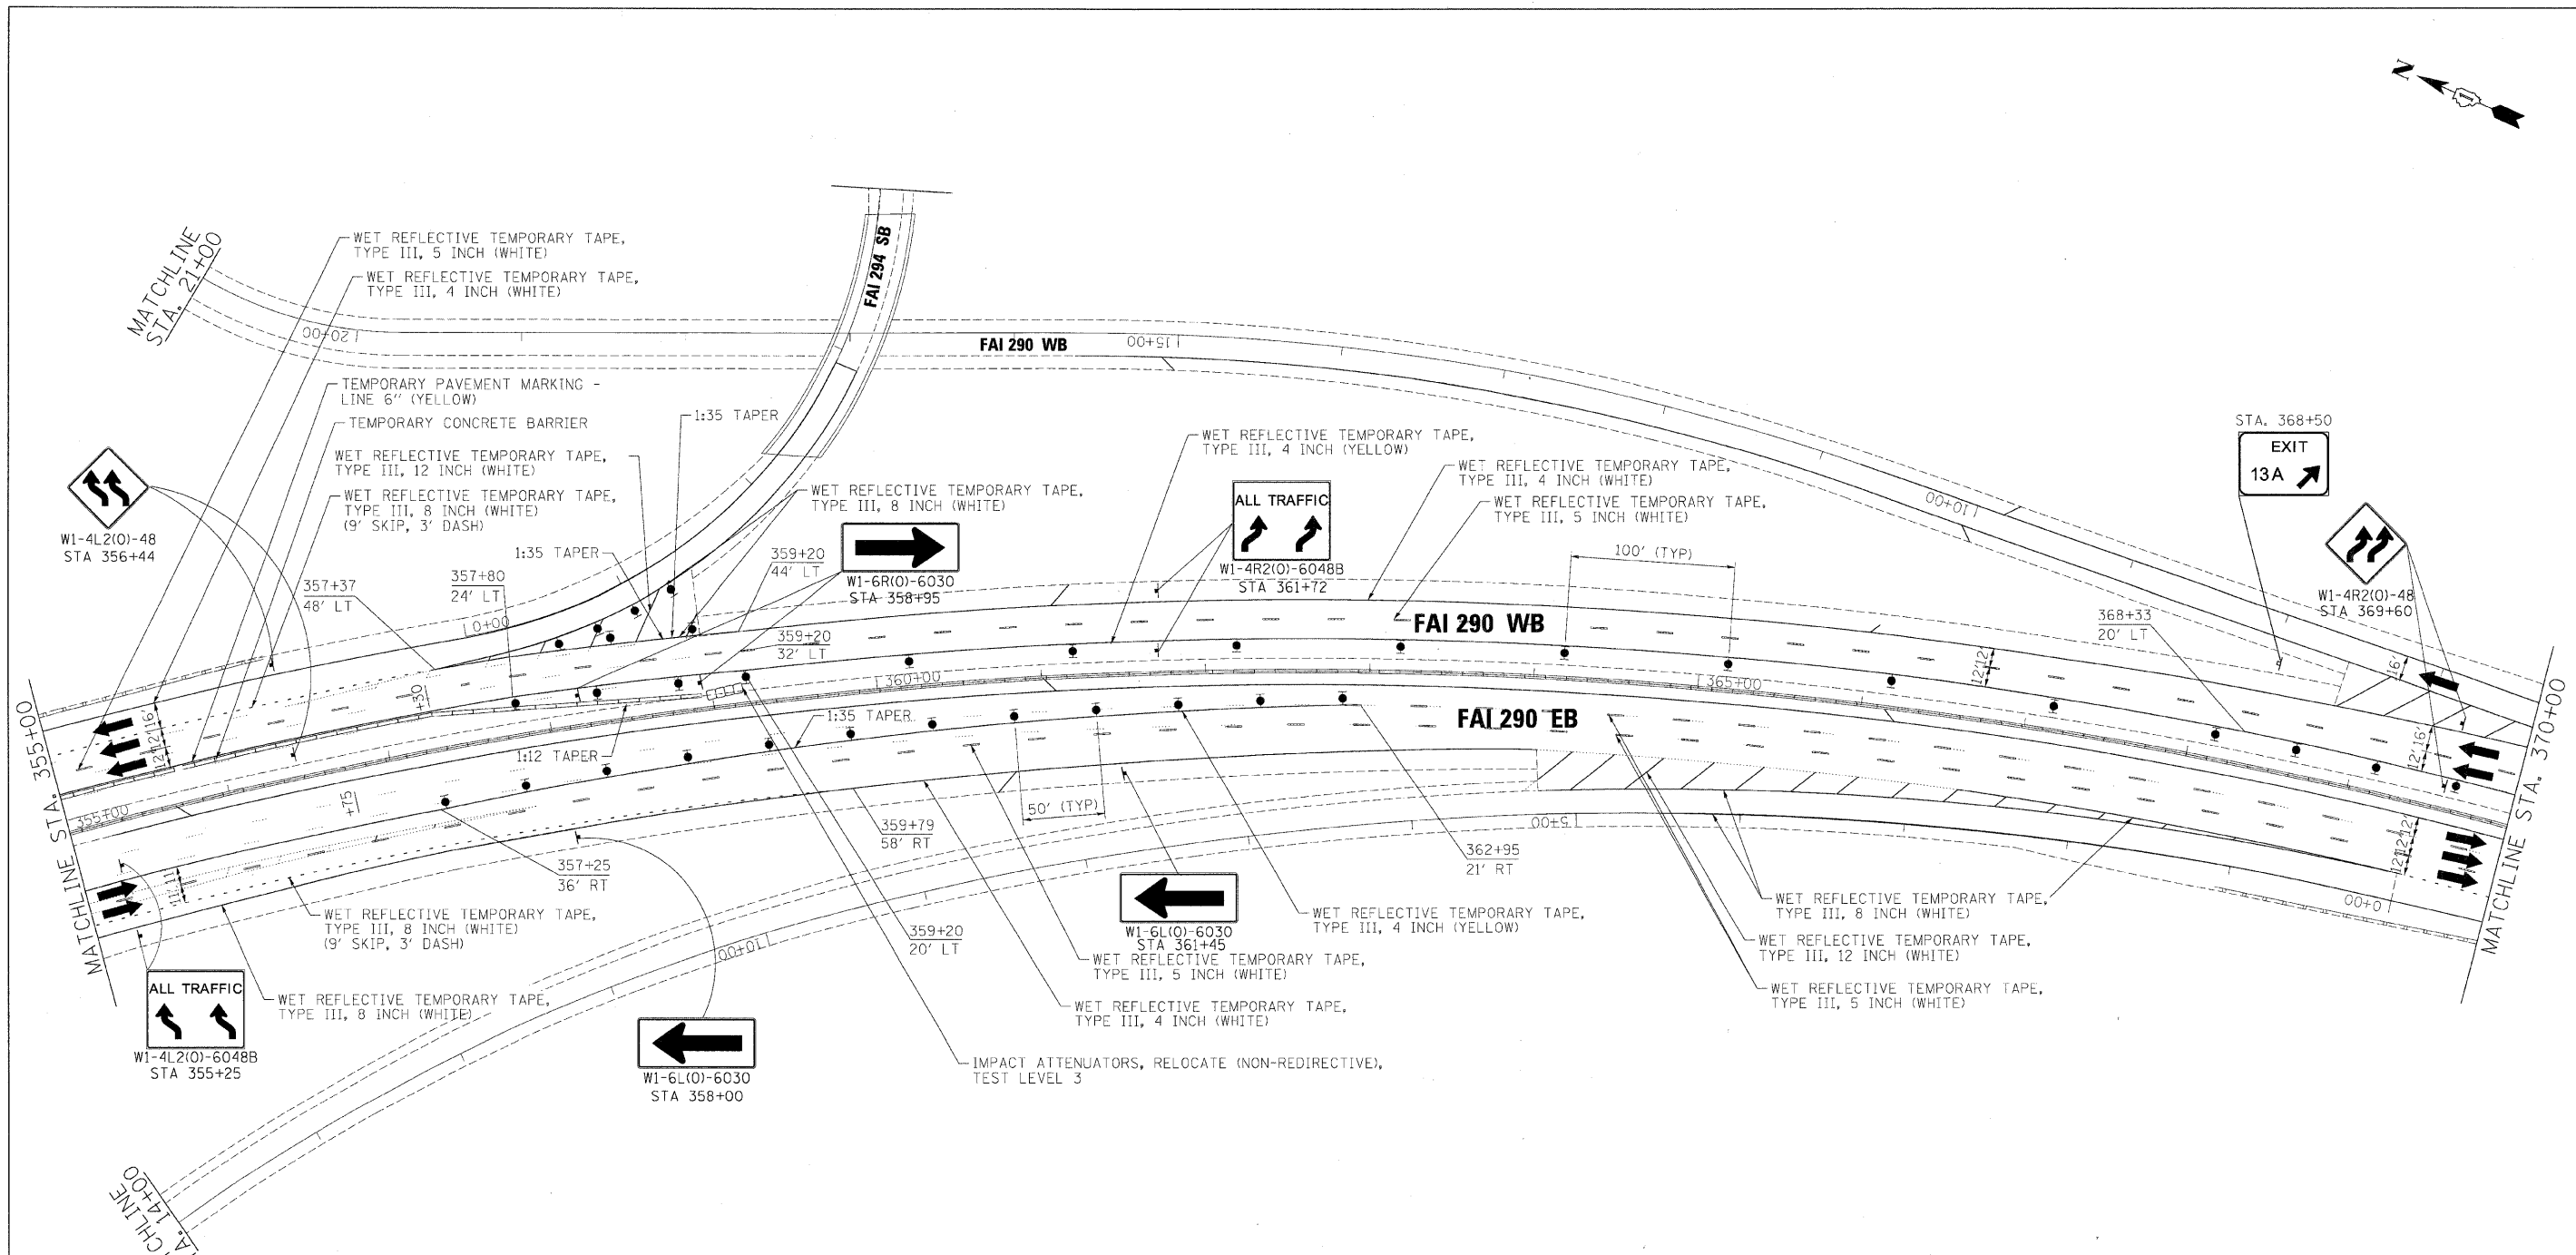 N
MATCHLINE
STA. 21+00
WET REFLECTIVE TEMPORARY TAPE,
TYPE III, 5 INCH (WHITE)
WET REFLECTIVE TEMPORARY TAPE,
TYPE III, 4 INCH (WHITE)
FAI 294 SB
20+00
FAI 290 WB
15+00
TEMPORARY PAVEMENT MARKING -
LINE 6" (YELLOW)
TEMPORARY CONCRETE BARRIER
1:35 TAPER
WET REFLECTIVE TEMPORARY TAPE,
TYPE III, 12 INCH (WHITE)
WET REFLECTIVE TEMPORARY TAPE,
TYPE III, 8 INCH (WHITE)
(9' SKIP, 3' DASH)
WET REFLECTIVE TEMPORARY TAPE,
TYPE III, 8 INCH (WHITE)
WET REFLECTIVE TEMPORARY TAPE,
TYPE III, 4 INCH (YELLOW)
WET REFLECTIVE TEMPORARY TAPE,
TYPE III, 4 INCH (WHITE)
WET REFLECTIVE TEMPORARY TAPE,
TYPE III, 5 INCH (WHITE)
STA. 368+50
EXIT
13A
10+00
W1-4L2(O)-48
STA 356+44
1:35 TAPER
359+20
44' LT
W1-6R(O)-6030
STA 358+95
ALL TRAFFIC
W1-4R2(O)-6048B
STA 361+72
100' (TYP)
W1-4R2(O)-48
STA 369+60
357+37
48' LT
357+80
24' LT
0+00
359+20
32' LT
FAI 290 WB
368+33
20' LT
12' 12'
16'
+30
360+00
365+00
MATCHLINE STA. 355+00
12' 12' 16'
1:35 TAPER
FAI 290 EB
12' 16'
MATCHLINE STA. 370+00
1:12 TAPER
355+00
+75
50' (TYP)
359+79
58' RT
5+00
362+95
21' RT
12' 12' 12'
357+25
36' RT
11' 11'
0+00
W1-6L(O)-6030
STA 361+45
WET REFLECTIVE TEMPORARY TAPE,
TYPE III, 8 INCH (WHITE)
WET REFLECTIVE TEMPORARY TAPE,
TYPE III, 8 INCH (WHITE)
(9' SKIP, 3' DASH)
WET REFLECTIVE TEMPORARY TAPE,
TYPE III, 4 INCH (YELLOW)
359+20
20' LT
10+00
WET REFLECTIVE TEMPORARY TAPE,
TYPE III, 12 INCH (WHITE)
WET REFLECTIVE TEMPORARY TAPE,
TYPE III, 5 INCH (WHITE)
WET REFLECTIVE TEMPORARY TAPE,
TYPE III, 5 INCH (WHITE)
ALL TRAFFIC
W1-4L2(O)-6048B
STA 355+25
WET REFLECTIVE TEMPORARY TAPE,
TYPE III, 8 INCH (WHITE)
WET REFLECTIVE TEMPORARY TAPE,
TYPE III, 4 INCH (WHITE)
W1-6L(O)-6030
STA 358+00
IMPACT ATTENUATORS, RELOCATE (NON-REDIRECTIVE),
TEST LEVEL 3
14+00